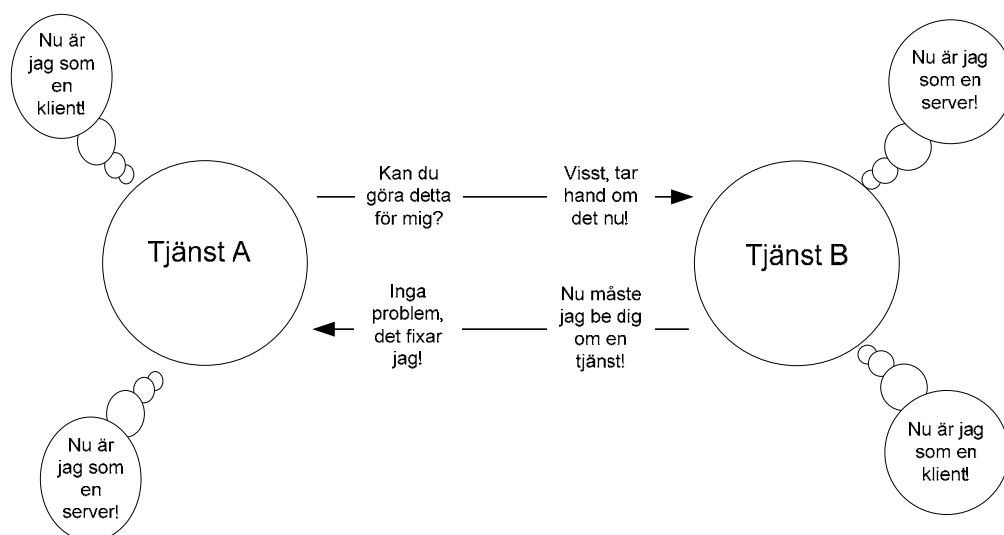 Nu är
jag som
en
klient!
Nu är jag
som en
server!
Kan du
göra detta
för mig?
Visst, tar
hand om
det nu!
Tjänst A
Tjänst B
Inga
problem,
det fixar
jag!
Nu måste
jag be dig
om en
tjänst!
Nu är
jag som
en
server!
Nu är jag
som en
klient!